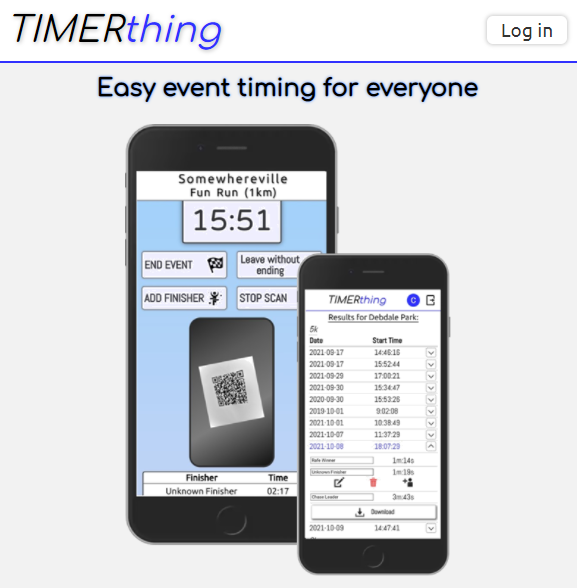 TIMERthing
Log in
Easy event timing for everyone
Somewhereville
Fun Run (1km)
15:51
END EVENT
Leave without
ending
ADD FINISHER
STOP SCAN
Finisher Time
Unknown Finisher 02:17
TIMERthing C
Results for Debdale Park:
5k
Date Start Time
2021-09-17 14:46:16
2021-09-17 15:52:44
2021-09-29 17:00:21
2021-09-30 15:34:47
2020-09-30 15:53:26
2019-10-01 9:02:08
2021-10-01 10:38:49
2021-10-07 11:37:29
2021-10-08 18:07:29
1m:14s
Unknown Finisher 1m:19s
Chase Leader 3m:43s
Download
2021-10-09 14:47:41